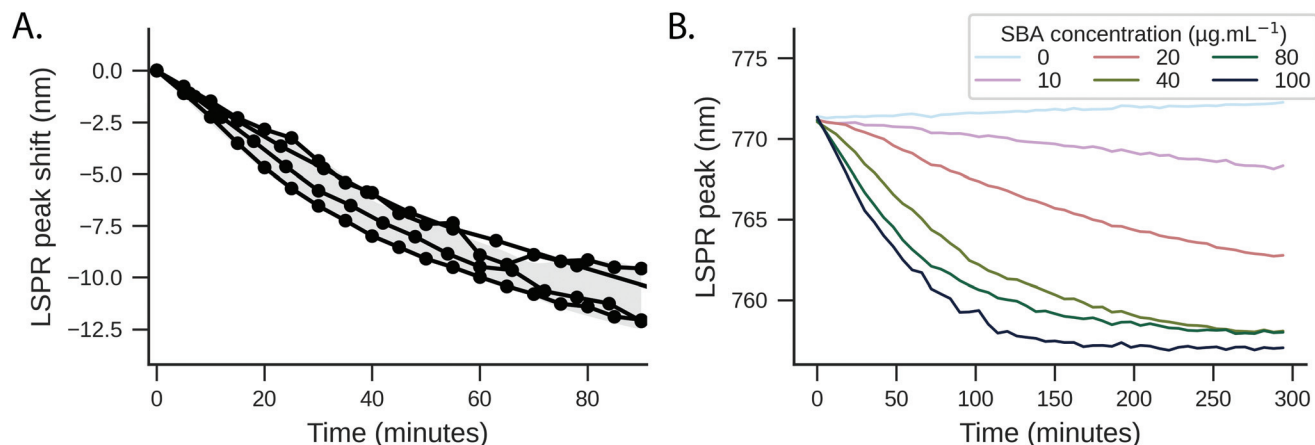 A.
LSPR peak shift (nm)
0.0
−2.5
−5.0
−7.5
−10.0
−12.5
0 20 40 60 80
Time (minutes)
B.
LSPR peak (nm)
775
770
765
760
SBA concentration (µg.mL⁻¹)
0 20 80
10 40 100
0 50 100 150 200 250 300
Time (minutes)